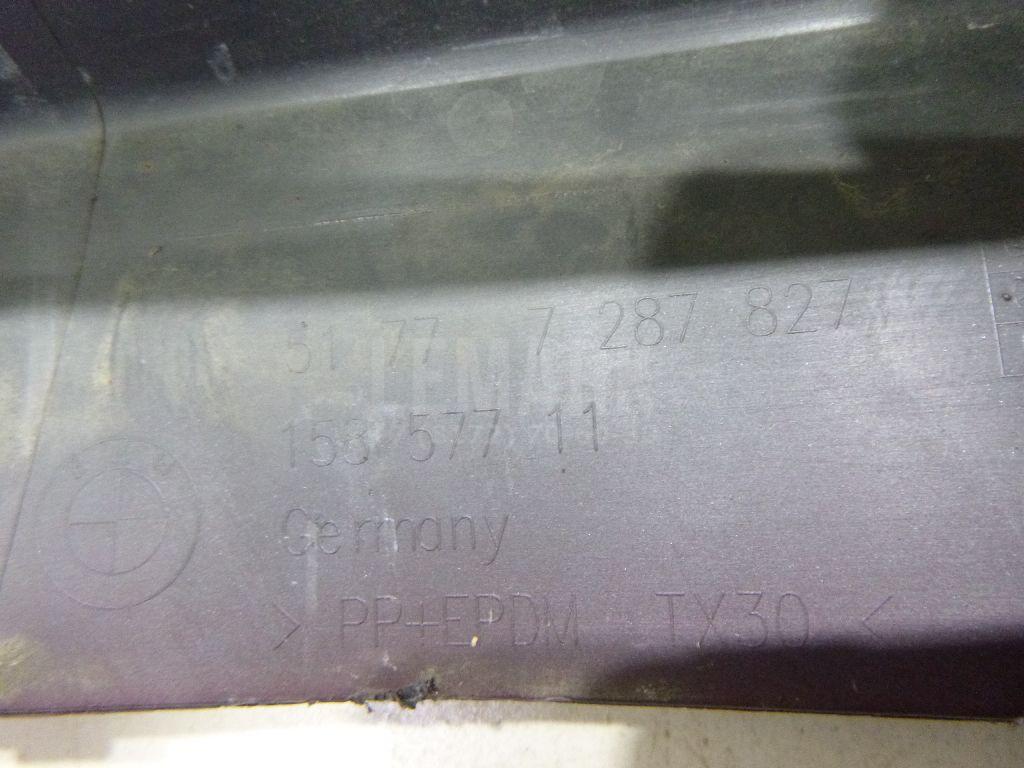 51 77 7 287 827
158 577 11
Germany
> PP+EPDM TX30 <